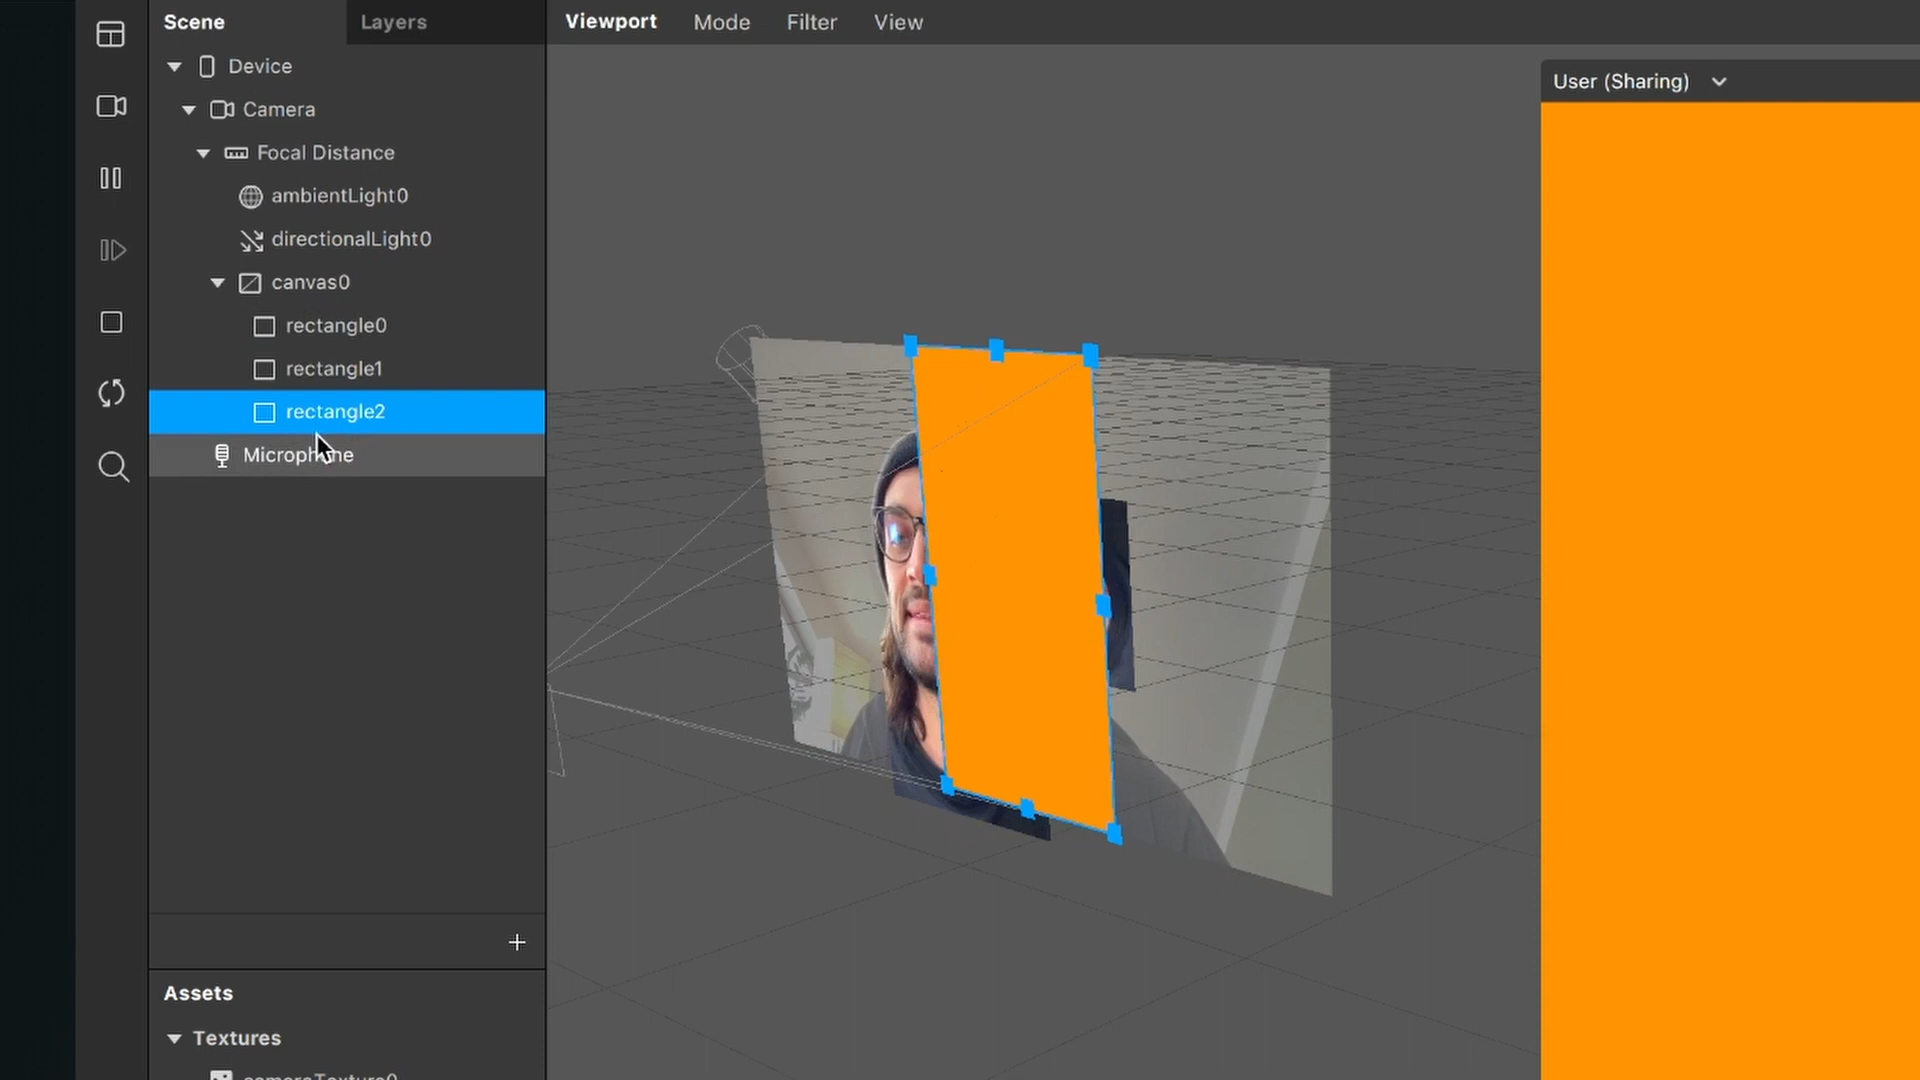 Scene
Layers
Viewport
Mode
Filter
View
Device
Camera
Focal Distance
ambientLight0
directionalLight0
canvas0
rectangle0
rectangle1
rectangle2
Microphone
User (Sharing)
Assets
Textures
cameraTexture0